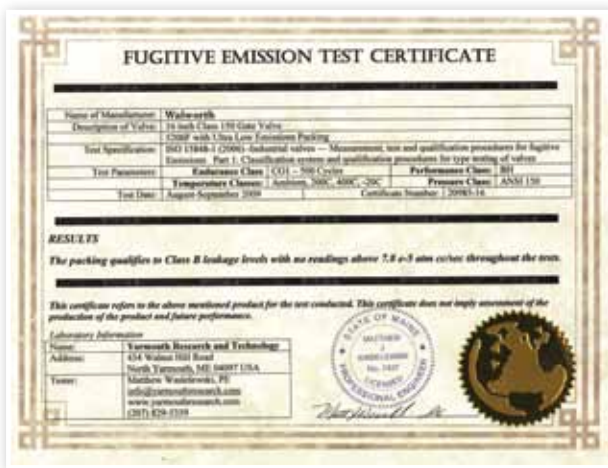 FUGITIVE EMISSION TEST CERTIFICATE
Name of Manufacturer: Walworth
Description of Valve: 16 inch Class 150 Gate Valve
with Ultra Low Emissions Packing
Test Specification: ISO 15848-1 (2006) -Industrial valves — Measurement, test and qualification procedures for fugitive
Emissions Part 1: Classification system and qualification procedures for type testing of valves
Test Parameters: Endurance Class: CO1 – 500 Cycles Performance Class: BH
Temperature Classes: Ambient, 200C, 400C, -20C Pressure Class: ANSI 150
Test Date: August-September 2009 Certificate Number: 20985-16
RESULTS
The packing qualifies to Class B leakage levels with no readings above 7.8 e-5 atm cc/sec throughout the tests.
This certificate refers to the above mentioned product for the test conducted. This certificate does not imply assessment of the
production of the product and future performance.
Laboratory Information
Name: Yarmouth Research and Technology
Address: 434 Walnut Hill Road
North Yarmouth, ME 04097 USA
Tester: Matthew Wasielewski, PE
info@yarmouthresearch.com
www.yarmouthresearch.com
(207) 829-5359
STATE OF MAINE
MATTHEW
J.
WASIELEWSKI
LICENSED
PROFESSIONAL ENGINEER